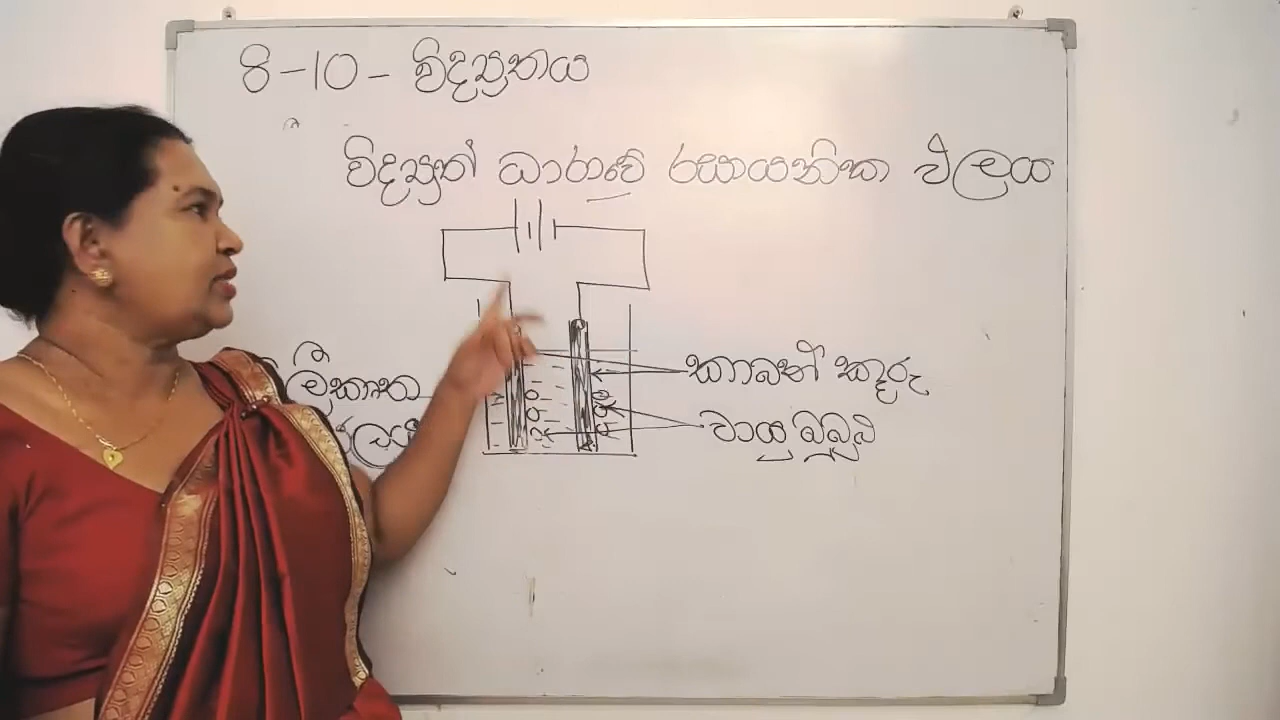 8-10 - විද්‍යුතය
විද්‍යුත් ධාරාවේ රසායනික ඵලය
කාබන් කූරු
වායු බුබුළු